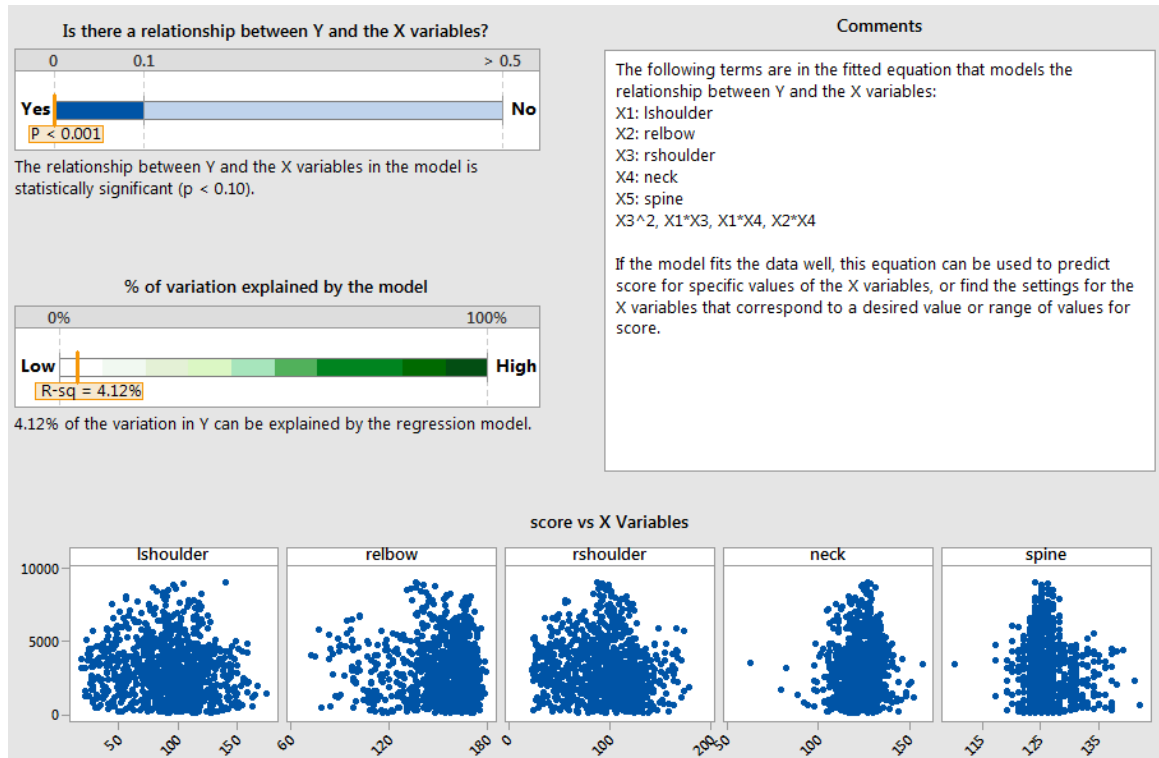 Is there a relationship between Y and the X variables?
0 0.1 > 0.5
Yes No
P < 0.001
The relationship between Y and the X variables in the model is
statistically significant (p < 0.10).
% of variation explained by the model
0% 100%
Low High
R-sq = 4.12%
4.12% of the variation in Y can be explained by the regression model.
Comments
The following terms are in the fitted equation that models the
relationship between Y and the X variables:
X1: lshoulder
X2: relbow
X3: rshoulder
X4: neck
X5: spine
X3^2, X1*X3, X1*X4, X2*X4
If the model fits the data well, this equation can be used to predict
score for specific values of the X variables, or find the settings for the
X variables that correspond to a desired value or range of values for
score.
score vs X Variables
lshoulder relbow rshoulder neck spine
10000
5000
0
50 100 150 60 120 180 0 100 200 50 100 150 115 125 135